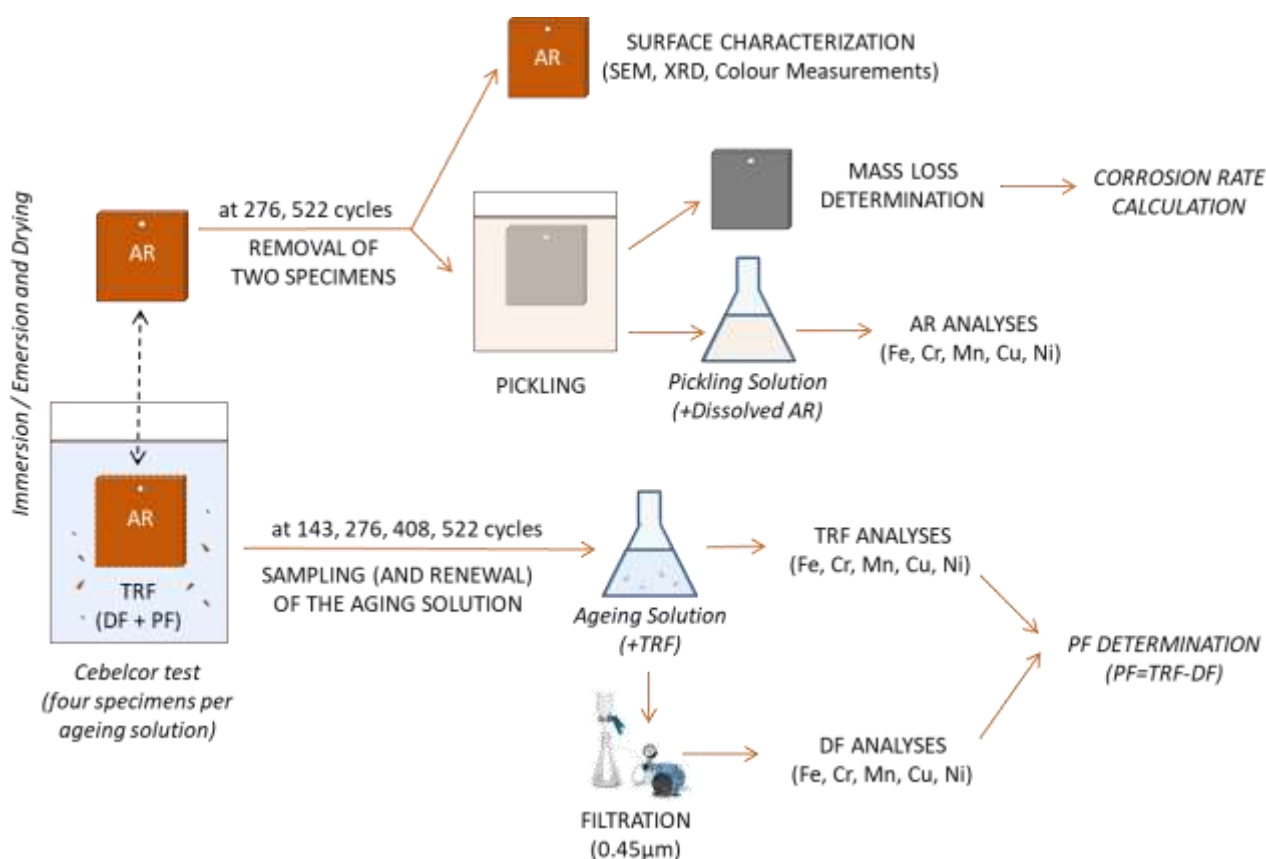 AR
SURFACE CHARACTERIZATION
(SEM, XRD, Colour Measurements)
Immersion / Emersion and Drying
AR
at 276, 522 cycles
REMOVAL OF
TWO SPECIMENS
PICKLING
MASS LOSS
DETERMINATION
CORROSION RATE
CALCULATION
Pickling Solution
(+Dissolved AR)
AR ANALYSES
(Fe, Cr, Mn, Cu, Ni)
AR
TRF
(DF + PF)
Cebelcor test
(four specimens per
ageing solution)
at 143, 276, 408, 522 cycles
SAMPLING (AND RENEWAL)
OF THE AGING SOLUTION
Ageing Solution
(+TRF)
TRF ANALYSES
(Fe, Cr, Mn, Cu, Ni)
PF DETERMINATION
(PF=TRF-DF)
FILTRATION
(0.45μm)
DF ANALYSES
(Fe, Cr, Mn, Cu, Ni)